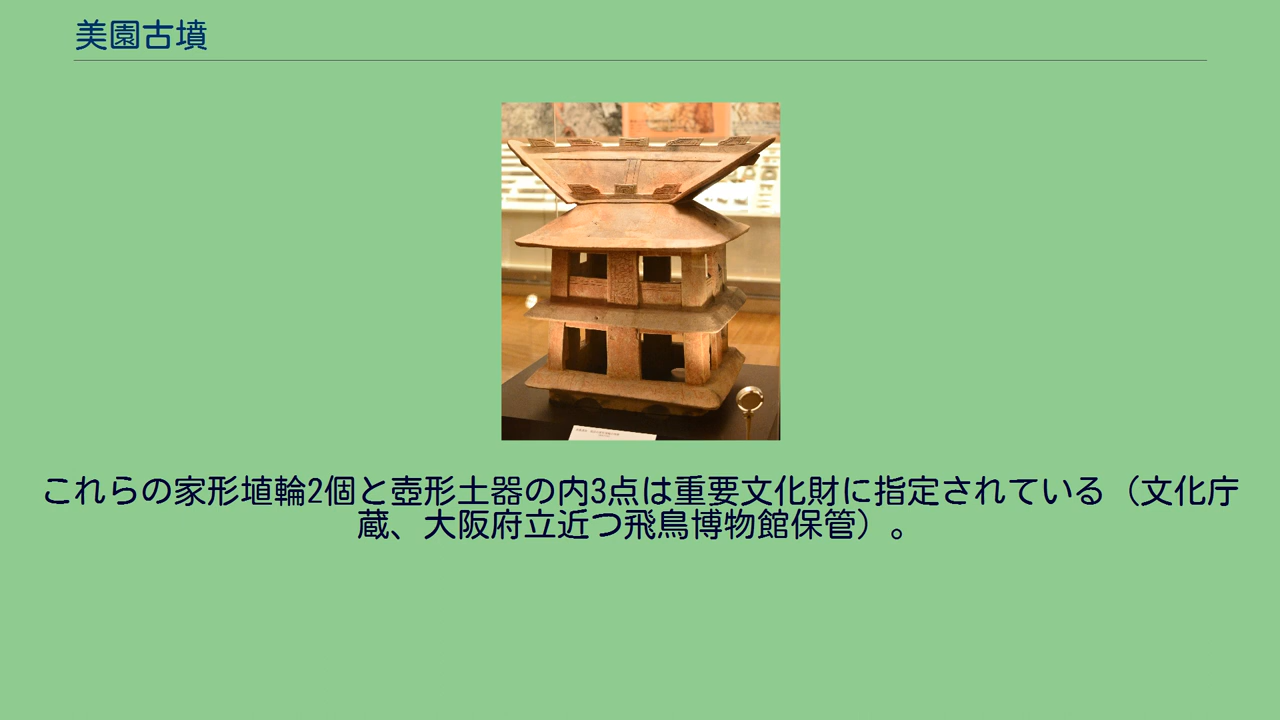 美園古墳
これらの家形埴輪2個と壺形土器の内3点は重要文化財に指定されている（文化庁
蔵、大阪府立近つ飛鳥博物館保管）。